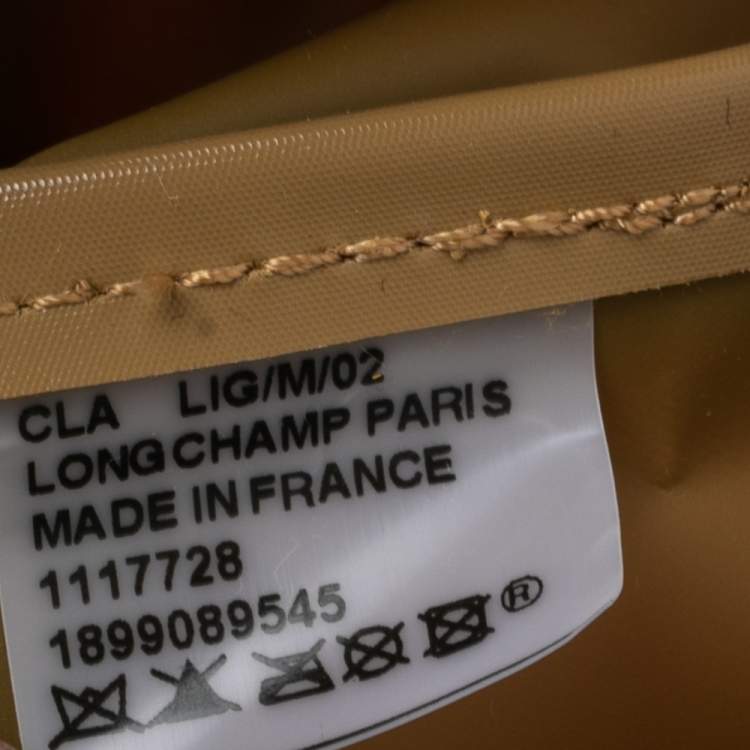 CLA LIG/M/02
LONGCHAMP PARIS
MADE IN FRANCE
1117728
1899089545
®